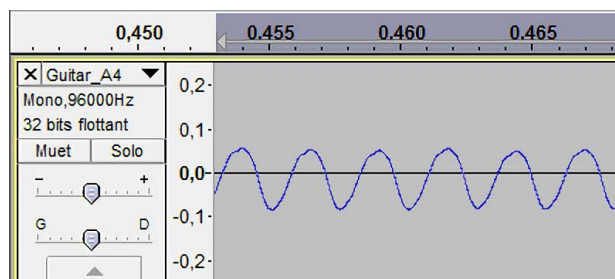 0,450 0,455 0,460 0,465
X Guitar_A4
Mono,96000Hz
32 bits flottant
Muet Solo
- +
G D
0,2
0,1
0,0
-0,1
-0,2